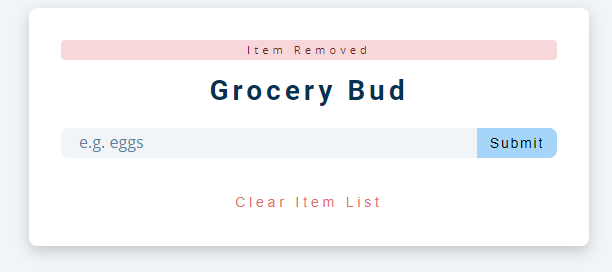 Item Removed
Grocery Bud
e.g. eggs
Submit
Clear Item List